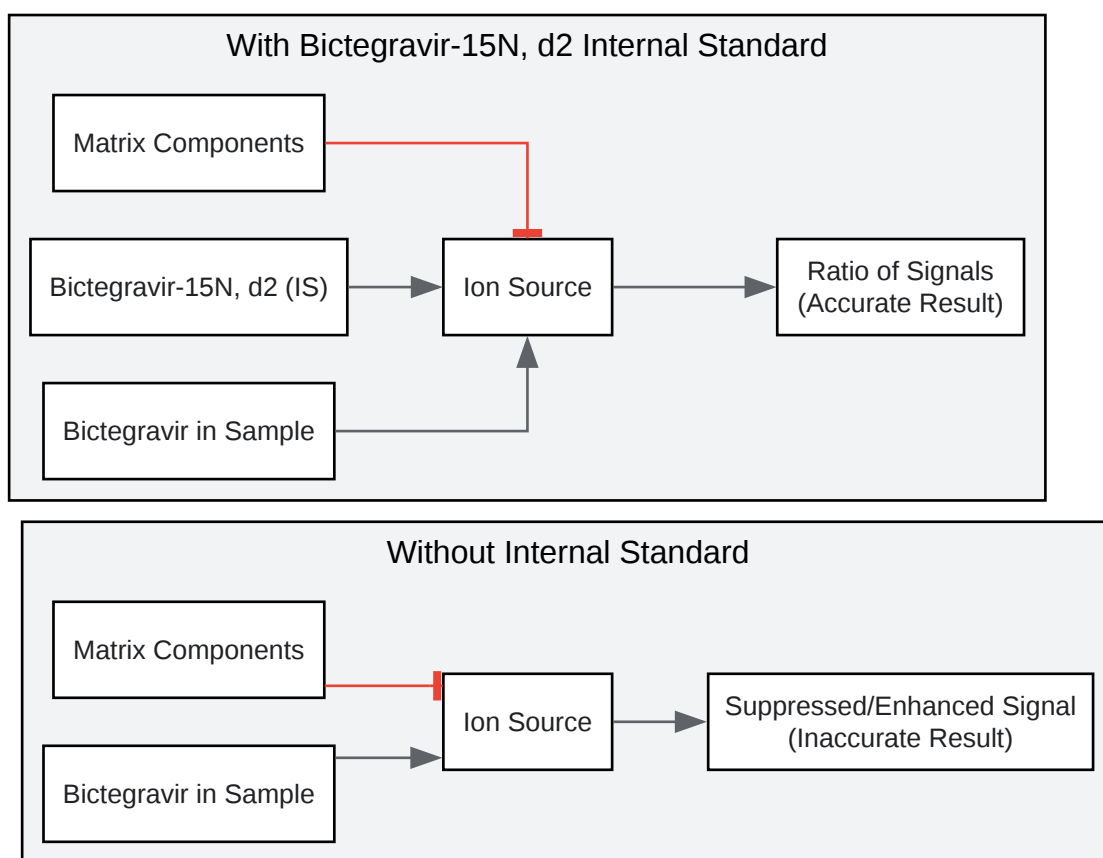 With Bictegravir-15N, d2 Internal Standard
Matrix Components
Bictegravir-15N, d2 (IS)
Ion Source
Ratio of Signals
(Accurate Result)
Bictegravir in Sample
Without Internal Standard
Matrix Components
Ion Source
Suppressed/Enhanced Signal
(Inaccurate Result)
Bictegravir in Sample